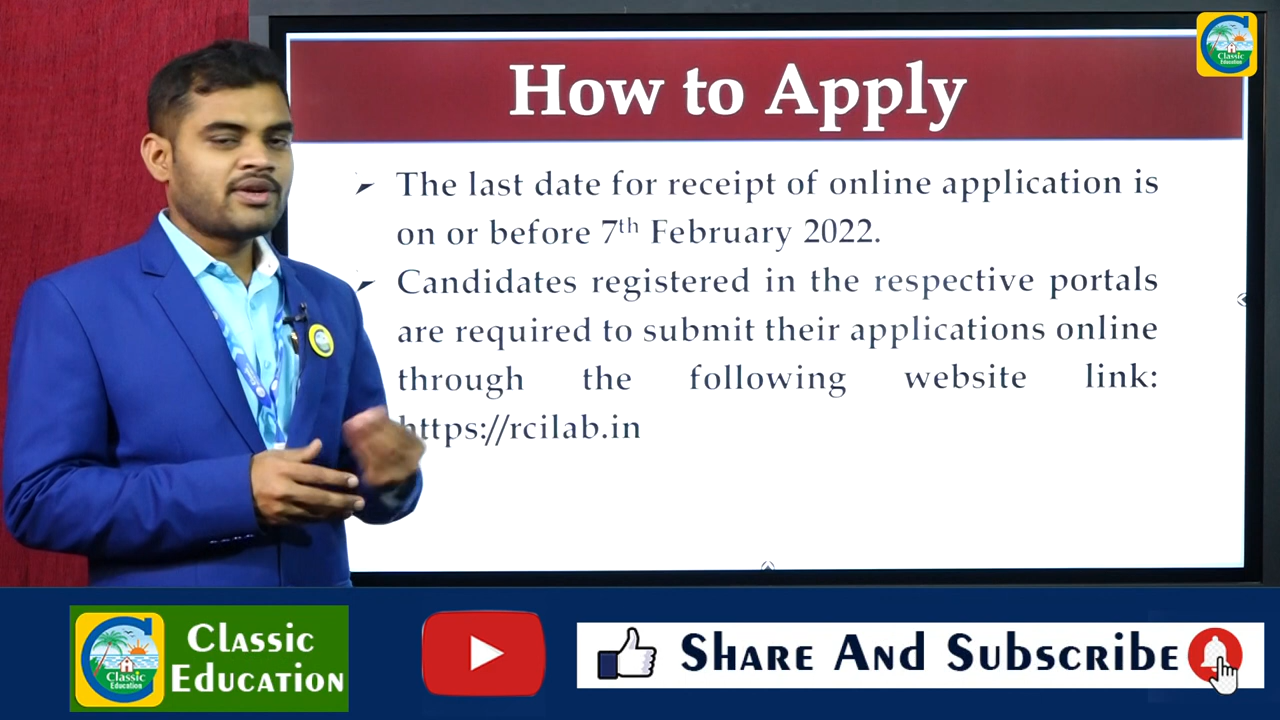 How to Apply
Classic
Education
➢ The last date for receipt of online application is
on or before 7th February 2022.
➢ Candidates registered in the respective portals
are required to submit their applications online
through the following website link:
https://rcilab.in
Classic
Education
Classic
Education
Share And Subscribe